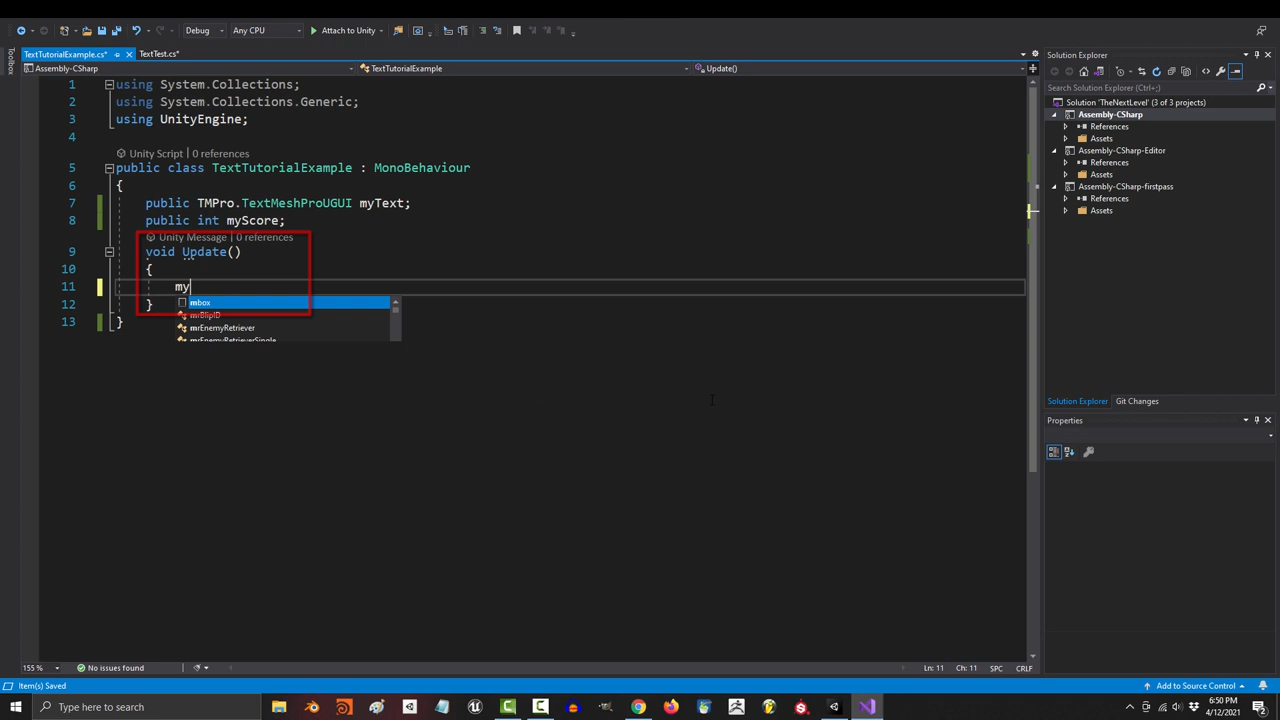 Debug
Any CPU
Attach to Unity
Toolbox
TextTutorialExample.cs*
TextTest.cs*
Assembly-CSharp
TextTutorialExample
Update()
1 using System.Collections;
2 using System.Collections.Generic;
3 using UnityEngine;
4
Unity Script | 0 references
5 public class TextTutorialExample : MonoBehaviour
6 {
7 public TMPro.TextMeshProUGUI myText;
8 public int myScore;
Unity Message | 0 references
9 void Update()
10 {
11 my
12 }
13 }
mbox
mrBlipID
mrEnemyRetriever
mrEnemyRetrieverSingle
Solution Explorer
Search Solution Explorer (Ctrl+;)
Solution 'TheNextLevel' (3 of 3 projects)
Assembly-CSharp
References
Assets
Assembly-CSharp-Editor
References
Assets
Assembly-CSharp-firstpass
References
Assets
Solution Explorer
Git Changes
Properties
155 %
No issues found
Ln: 11
Ch: 11
SPC
CRLF
Item(s) Saved
Add to Source Control
Type here to search
6:50 PM
4/12/2021